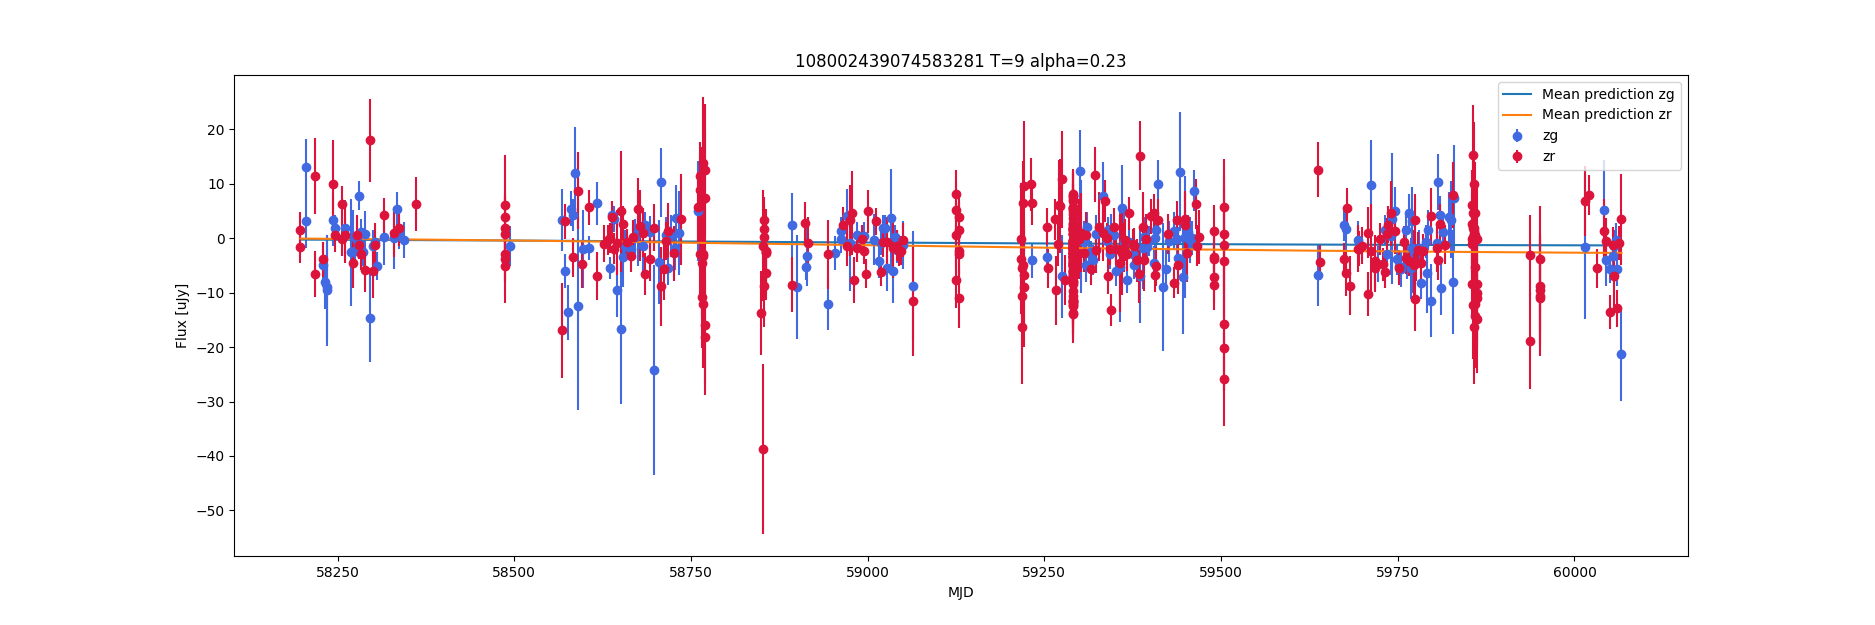 108002439074583281 T=9 alpha=0.23
Mean prediction zg
Mean prediction zr
zg
zr
Flux [uJy]
20
10
0
−10
−20
−30
−40
−50
58250
58500
58750
59000
59250
59500
59750
60000
MJD